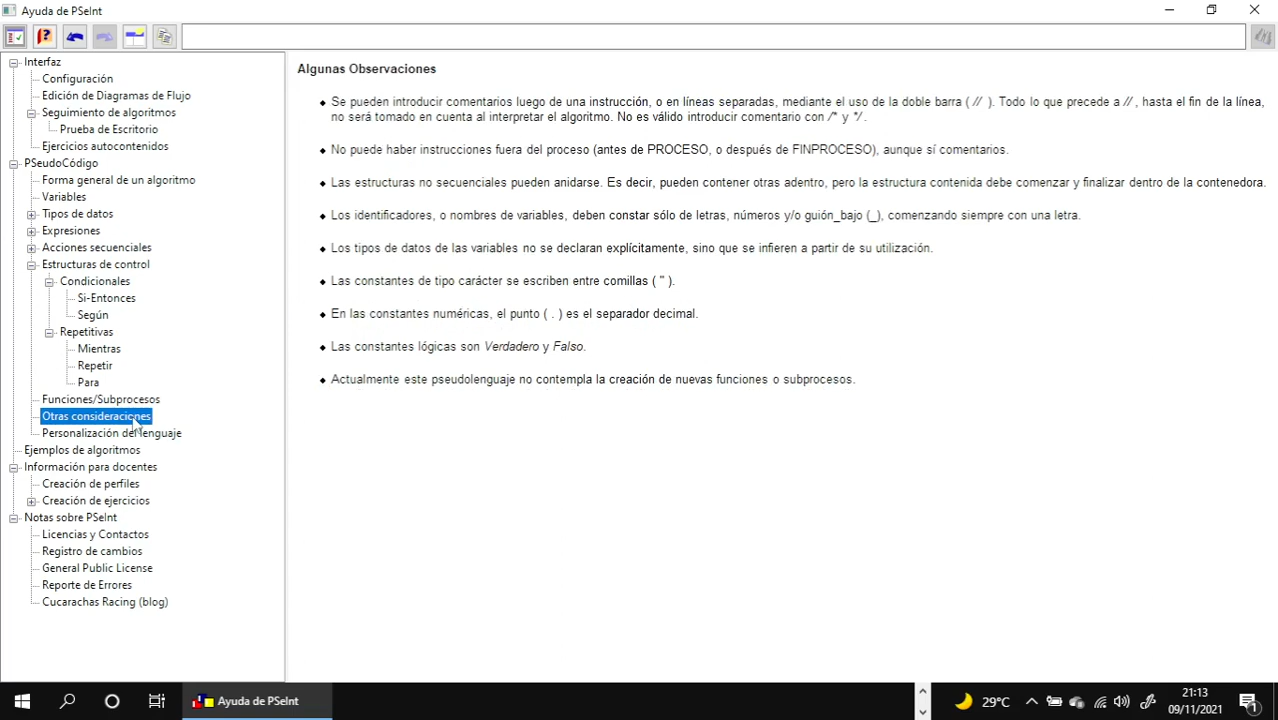 Ayuda de PSeInt
Interfaz
Configuración
Edición de Diagramas de Flujo
Seguimiento de algoritmos
Prueba de Escritorio
Ejercicios autocontenidos
PSeudoCódigo
Forma general de un algoritmo
Variables
Tipos de datos
Expresiones
Acciones secuenciales
Estructuras de control
Condicionales
Si-Entonces
Según
Repetitivas
Mientras
Repetir
Para
Funciones/Subprocesos
Otras consideraciones
Personalización del lenguaje
Ejemplos de algoritmos
Información para docentes
Creación de perfiles
Creación de ejercicios
Notas sobre PSeInt
Licencias y Contactos
Registro de cambios
General Public License
Reporte de Errores
Cucarachas Racing (blog)
Algunas Observaciones
Se pueden introducir comentarios luego de una instrucción, o en líneas separadas, mediante el uso de la doble barra ( // ). Todo lo que precede a //, hasta el fin de la línea,
no será tomado en cuenta al interpretar el algoritmo. No es válido introducir comentario con /* y */.
No puede haber instrucciones fuera del proceso (antes de PROCESO, o después de FINPROCESO), aunque sí comentarios.
Las estructuras no secuenciales pueden anidarse. Es decir, pueden contener otras adentro, pero la estructura contenida debe comenzar y finalizar dentro de la contenedora.
Los identificadores, o nombres de variables, deben constar sólo de letras, números y/o guión_bajo (_), comenzando siempre con una letra.
Los tipos de datos de las variables no se declaran explícitamente, sino que se infieren a partir de su utilización.
Las constantes de tipo carácter se escriben entre comillas ( " ).
En las constantes numéricas, el punto ( . ) es el separador decimal.
Las constantes lógicas son Verdadero y Falso.
Actualmente este pseudolenguaje no contempla la creación de nuevas funciones o subprocesos.
Ayuda de PSeInt
29°C
21:13
09/11/2021
1